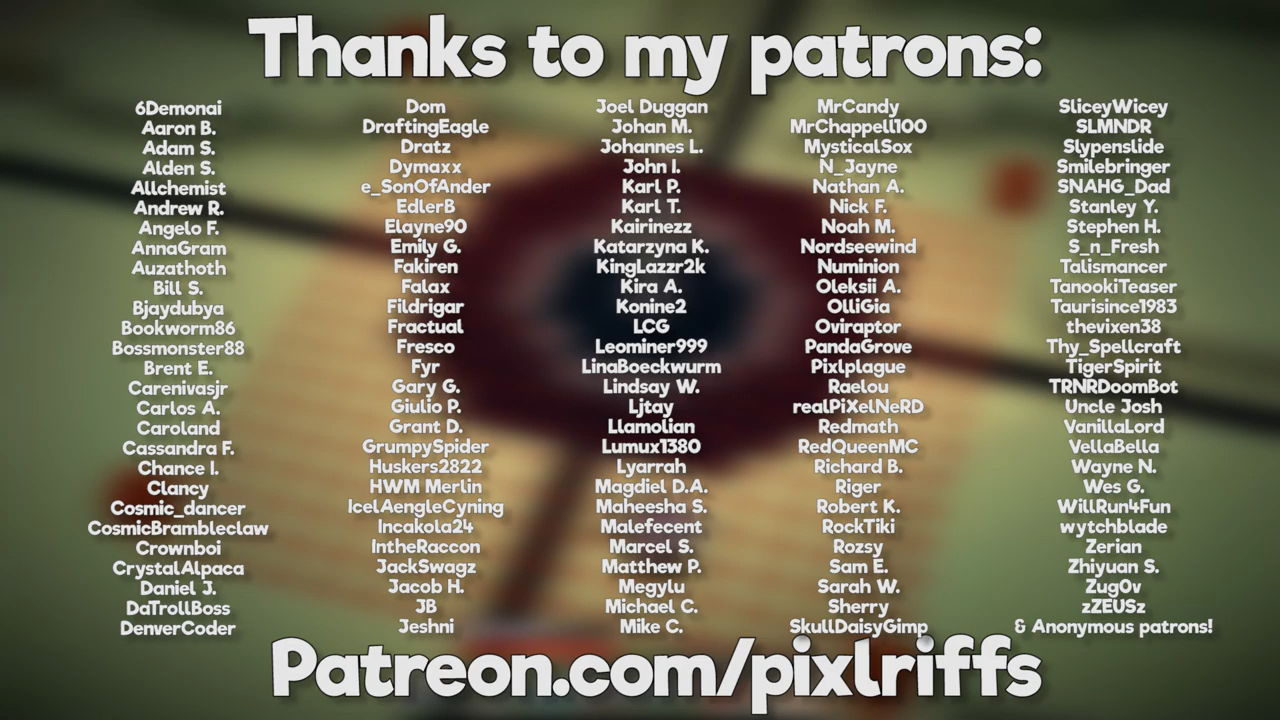 Thanks to my patrons:
6Demonai
Aaron B.
Adam S.
Alden S.
Allchemist
Andrew R.
Angelo F.
AnnaGram
Auzathoth
Bill S.
Bjaydubya
Bookworm86
Bossmonster88
Brent E.
Carenivasjr
Carlos A.
Caroland
Cassandra F.
Chance I.
Clancy
Cosmic_dancer
CosmicBrambleclaw
Crownboi
CrystalAlpaca
Daniel J.
DaTrollBoss
DenverCoder
Dom
DraftingEagle
Dratz
Dymaxx
e_SonOfAnder
EdlerB
Elayne90
Emily G.
Fakiren
Falax
Fildrigar
Fractual
Fresco
Fyr
Gary G.
Giulio P.
Grant D.
GrumpySpider
Huskers2822
HWM Merlin
IcelAengleCyning
Incakola24
IntheRaccon
JackSwagz
Jacob H.
JB
Jeshni
Joel Duggan
Johan M.
Johannes L.
John I.
Karl P.
Karl T.
Kairinezz
Katarzyna K.
KingLazzr2k
Kira A.
Konine2
LCG
Leominer999
LinaBoeckwurm
Lindsay W.
Ljtay
Llamolian
Lumux1380
Lyarrah
Magdiel D.A.
Maheesha S.
Malefecent
Marcel S.
Matthew P.
Megylu
Michael C.
Mike C.
MrCandy
MrChappell100
MysticalSox
N_Jayne
Nathan A.
Nick F.
Noah M.
Nordseewind
Numinion
Oleksii A.
OlliGia
Oviraptor
PandaGrove
Pixlplague
Raelou
realPiXelNeRD
Redmath
RedQueenMC
Richard B.
Riger
Robert K.
RockTiki
Rozsy
Sam E.
Sarah W.
Sherry
SkullDaisyGimp
SliceyWicey
SLMNDR
Slypenslide
Smilebringer
SNAHG_Dad
Stanley Y.
Stephen H.
S_n_Fresh
Talismancer
TanookiTeaser
Taurisince1983
thevixen38
Thy_Spellcraft
TigerSpirit
TRNRDoomBot
Uncle Josh
VanillaLord
VellaBella
Wayne N.
Wes G.
WillRun4Fun
wytchblade
Zerian
Zhiyuan S.
Zug0v
zZEUSz
& Anonymous patrons!
Patreon.com/pixlriffs